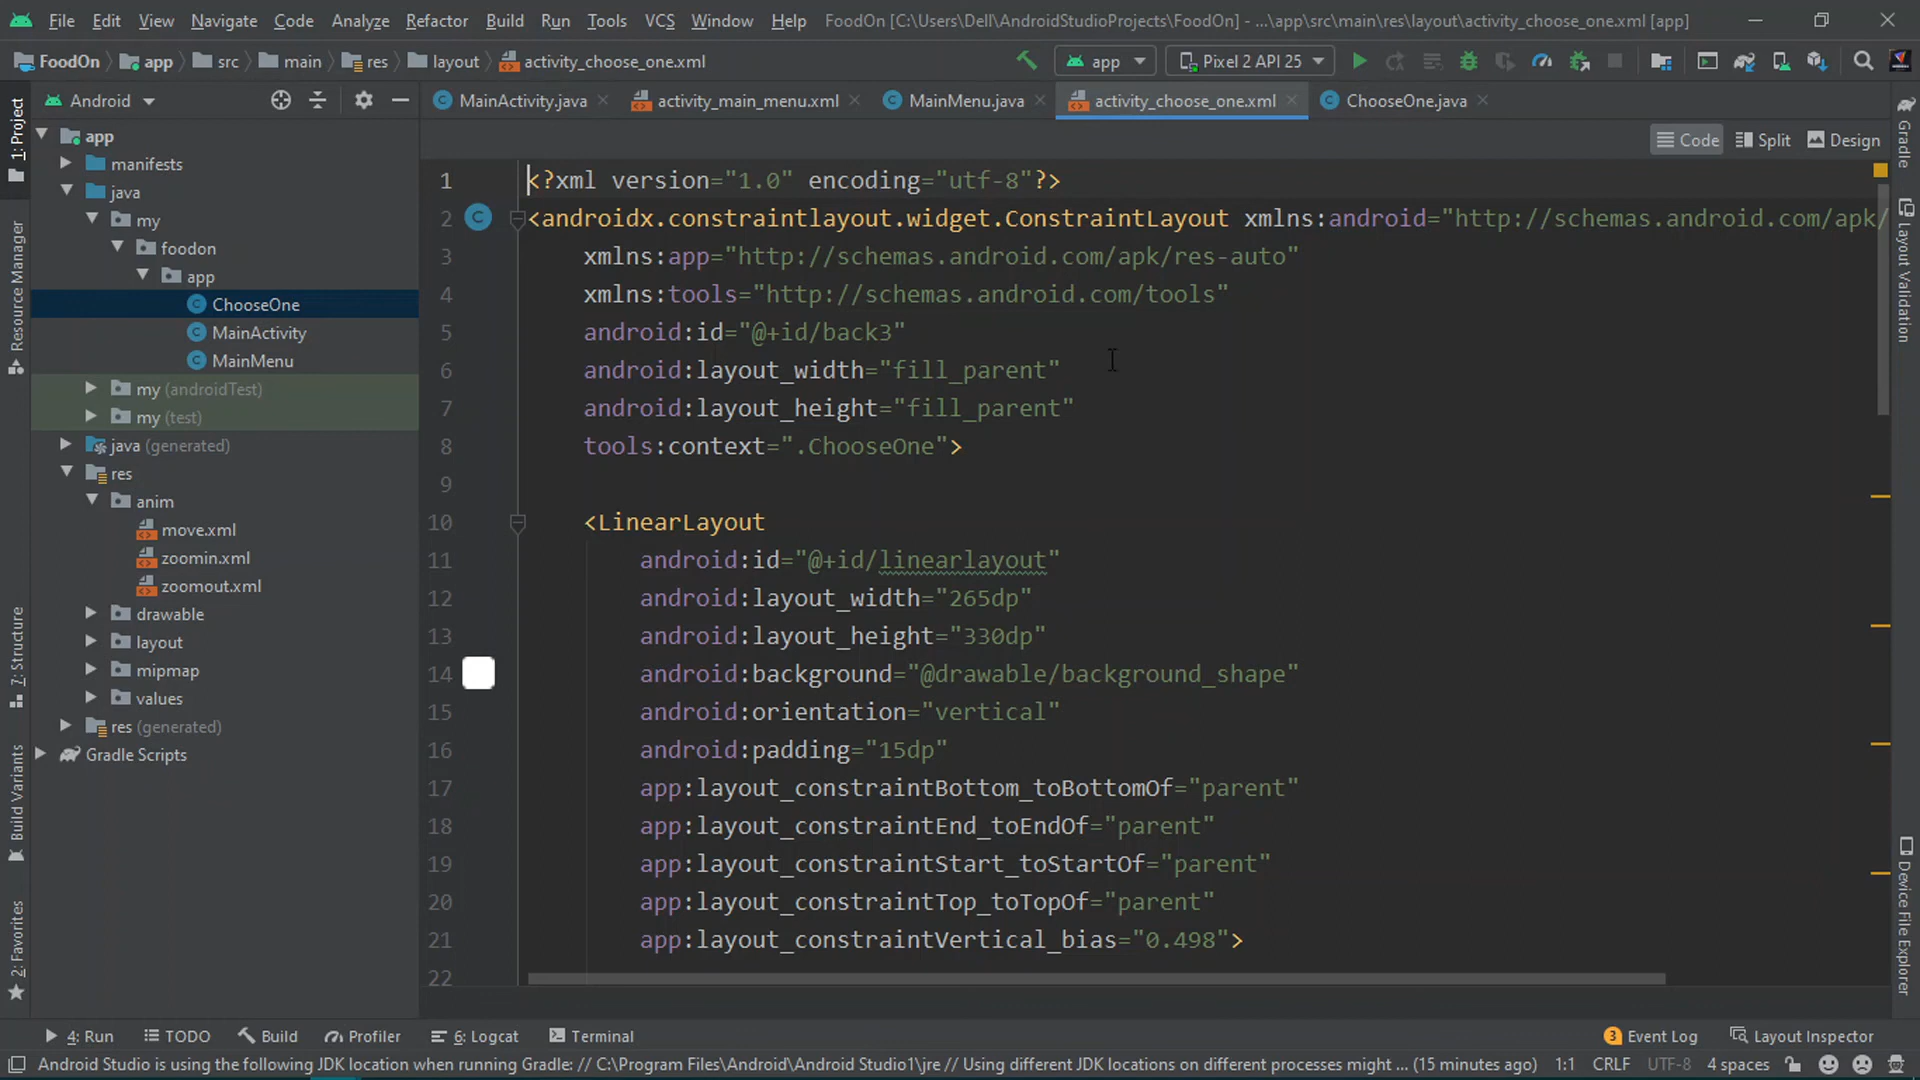 File Edit View Navigate Code Analyze Refactor Build Run Tools VCS Window Help FoodOn [C:\Users\Dell\AndroidStudioProjects\FoodOn] - ...\app\src\main\res\layout\activity_choose_one.xml [app]
FoodOn app src main res layout activity_choose_one.xml app Pixel 2 API 25
Android MainActivity.java activity_main_menu.xml MainMenu.java activity_choose_one.xml ChooseOne.java
Code Split Design
1: Project
Resource Manager
7: Structure
Build Variants
2: Favorites
app
manifests
java
my
foodon
app
ChooseOne
MainActivity
MainMenu
my (androidTest)
my (test)
java (generated)
res
anim
move.xml
zoomin.xml
zoomout.xml
drawable
layout
mipmap
values
res (generated)
Gradle Scripts
1 <?xml version="1.0" encoding="utf-8"?>
2 <androidx.constraintlayout.widget.ConstraintLayout xmlns:android="http://schemas.android.com/apk/
3 xmlns:app="http://schemas.android.com/apk/res-auto"
4 xmlns:tools="http://schemas.android.com/tools"
5 android:id="@+id/back3"
6 android:layout_width="fill_parent"
7 android:layout_height="fill_parent"
8 tools:context=".ChooseOne">
9
10 <LinearLayout
11 android:id="@+id/linearlayout"
12 android:layout_width="265dp"
13 android:layout_height="330dp"
14 android:background="@drawable/background_shape"
15 android:orientation="vertical"
16 android:padding="15dp"
17 app:layout_constraintBottom_toBottomOf="parent"
18 app:layout_constraintEnd_toEndOf="parent"
19 app:layout_constraintStart_toStartOf="parent"
20 app:layout_constraintTop_toTopOf="parent"
21 app:layout_constraintVertical_bias="0.498">
22
Gradle
Layout Validation
Device File Explorer
4: Run TODO Build Profiler 6: Logcat Terminal 3 Event Log Layout Inspector
Android Studio is using the following JDK location when running Gradle: // C:\Program Files\Android\Android Studio1\jre // Using different JDK locations on different processes might ... (15 minutes ago) 1:1 CRLF UTF-8 4 spaces